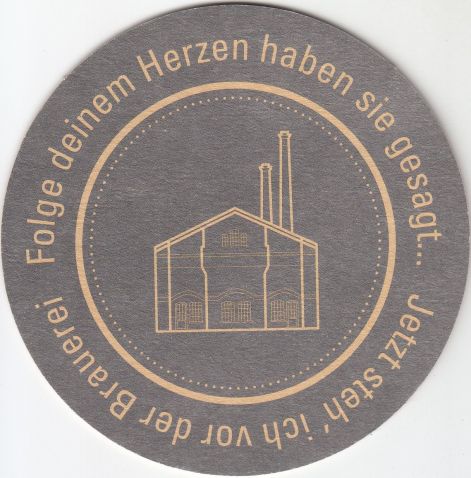 Folge deinem Herzen haben sie gesagt...
Jetzt steh' ich vor der Brauerei